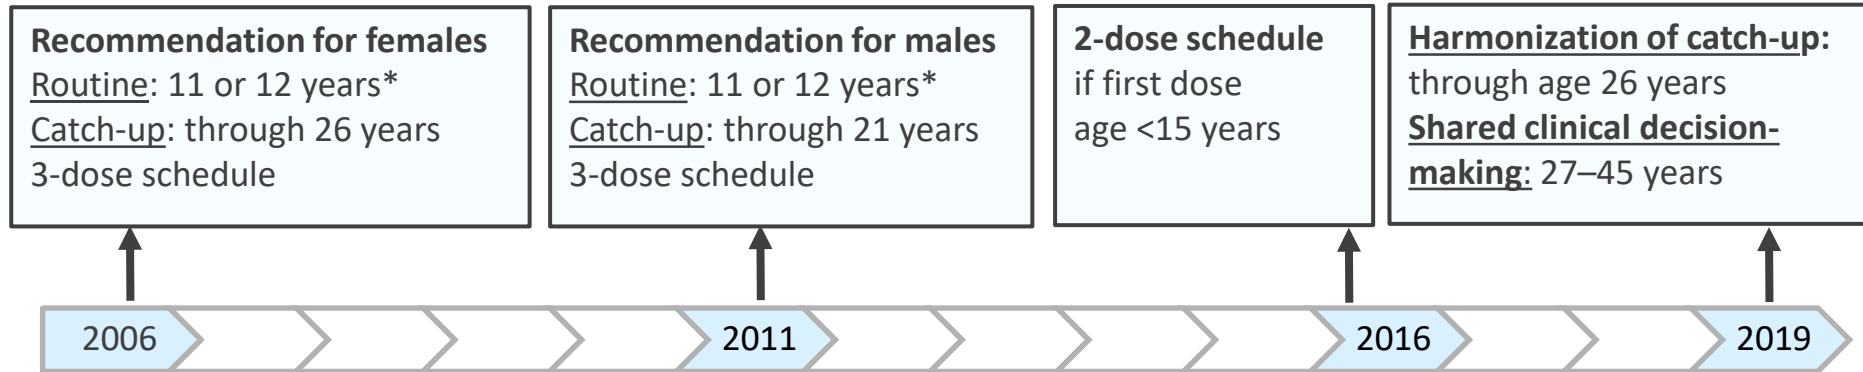 Recommendation for females
Routine: 11 or 12 years*
Catch-up: through 26 years
3-dose schedule
Recommendation for males
Routine: 11 or 12 years*
Catch-up: through 21 years
3-dose schedule
2-dose schedule
if first dose
age <15 years
Harmonization of catch-up:
through age 26 years
Shared clinical decision-
making: 27–45 years
2006
2011
2016
2019